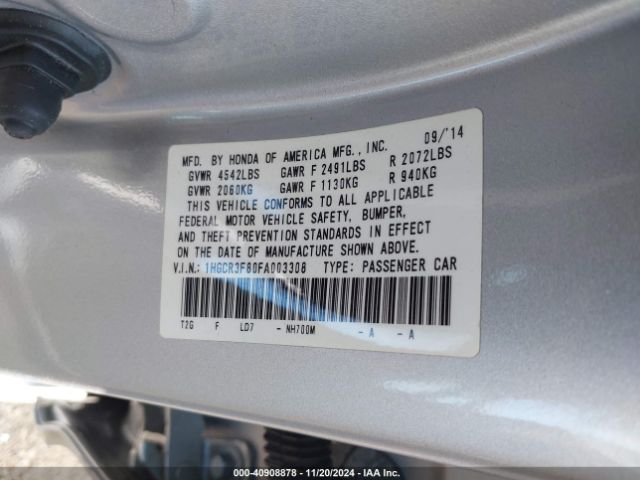 MFD. BY HONDA OF AMERICA MFG., INC. 09/'14
GVWR 4542LBS GAWR F 2491LBS R 2072LBS
GVWR 2060KG GAWR F 1130KG R 940KG
THIS VEHICLE CONFORMS TO ALL APPLICABLE
FEDERAL MOTOR VEHICLE SAFETY, BUMPER,
AND THEFT PREVENTION STANDARDS IN EFFECT
ON THE DATE OF MANUFACTURE SHOWN ABOVE.
V.I.N.: 1HGCR3F80FA003308 TYPE: PASSENGER CAR
T2G F LD7 - NH700M - A - A
000-40908878 - 11/20/2024 - IAA Inc.